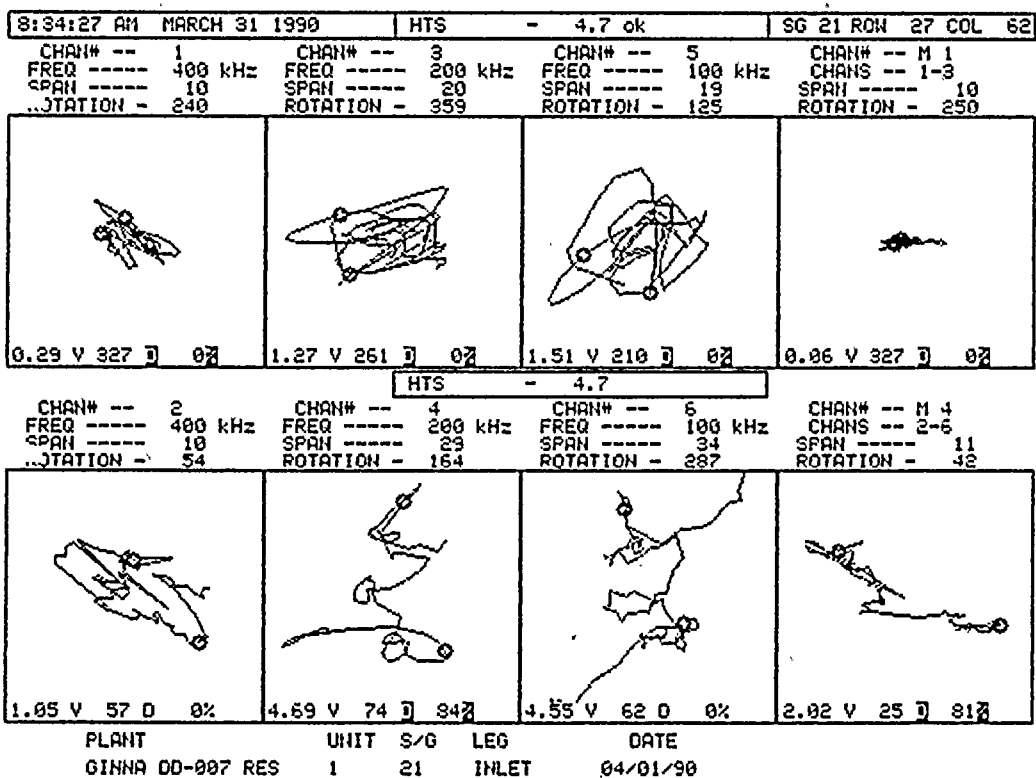 8:34:27 AM MARCH 31 1990 HTS - 4.7 ok SG 21 ROW 27 COL 62
CHAN# -- 1 CHAN# -- 3 CHAN# -- 5 CHAN# -- M 1
FREQ ----- 400 kHz FREQ ----- 200 kHz FREQ ----- 100 kHz CHANS -- 1-3
SPAN ----- 10 SPAN ----- 20 SPAN ----- 19 SPAN ----- 10
..OTATION - 240 ROTATION - 359 ROTATION - 125 ROTATION - 250
0.29 V 327 D 0% 1.27 V 261 D 0% 1.51 V 210 D 0% 0.06 V 327 D 0%
HTS - 4.7
CHAN# -- 2 CHAN# -- 4 CHAN# -- 6 CHAN# -- M 4
FREQ ----- 400 kHz FREQ ----- 200 kHz FREQ ----- 100 kHz CHANS -- 2-6
SPAN ----- 10 SPAN ----- 29 SPAN ----- 34 SPAN ----- 11
..OTATION - 54 ROTATION - 164 ROTATION - 287 ROTATION - 42
1.05 V 57 D 0% 4.69 V 74 D 84% 4.55 V 62 D 0% 2.02 V 25 D 81%
PLANT UNIT S/G LEG DATE
GINNA DD-007 RES 1 21 INLET 04/01/90